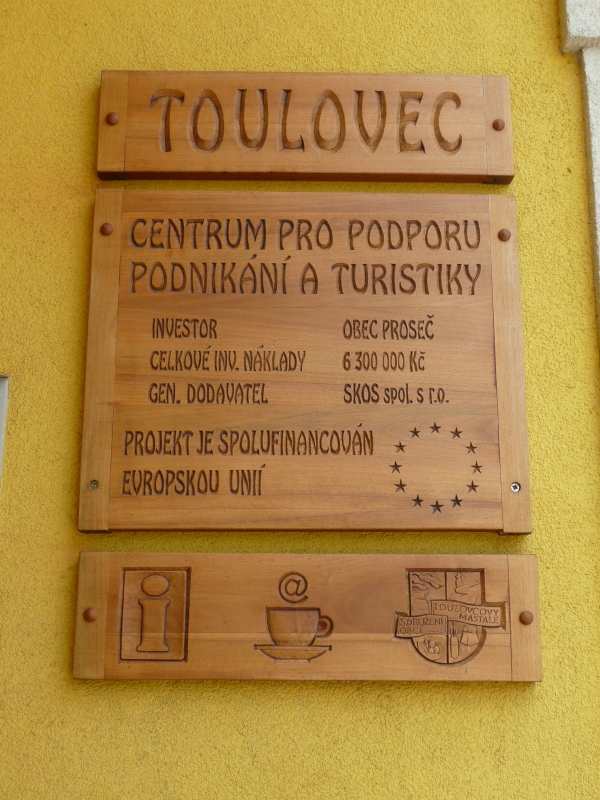 TOULOVEC
CENTRUM PRO PODPORU
PODNIKÁNÍ A TURISTIKY
INVESTOR OBEC PROSEČ
CELKOVÉ INV. NÁKLADY 6 300 000 Kč
GEN. DODAVATEL SKOS spol. s r.o.
PROJEKT JE SPOLUFINANCOVÁN
EVROPSKOU UNIÍ
i
@
TOULOVCOVY
MAŠTALE
SDRUŽENÍ
OBCÍ